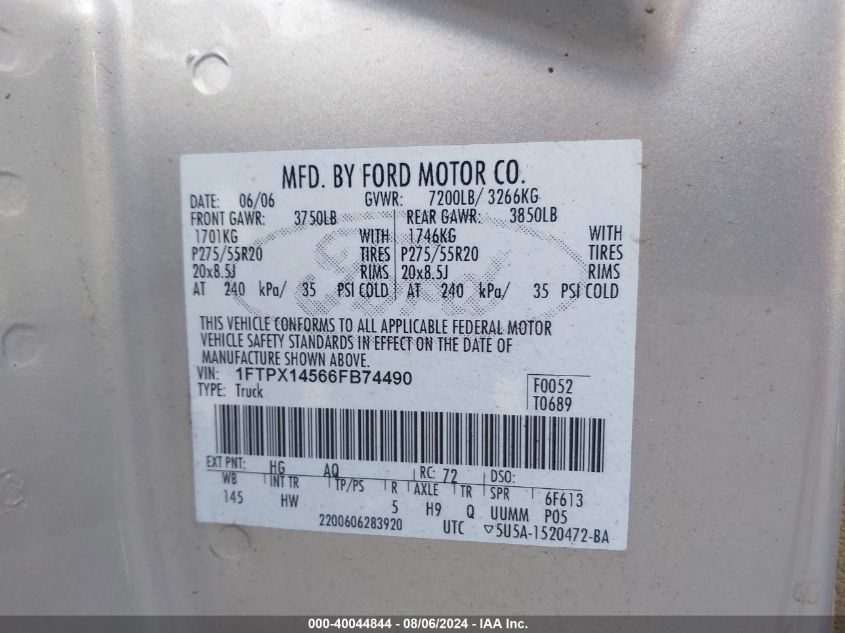 MFD. BY FORD MOTOR CO.
DATE: 06/06 GVWR: 7200LB/ 3266KG
FRONT GAWR: 3750LB REAR GAWR: 3850LB
1701KG WITH 1746KG WITH
P275/55R20 TIRES P275/55R20 TIRES
20x8.5J RIMS 20x8.5J RIMS
AT 240 kPa/ 35 PSI COLD AT 240 kPa/ 35 PSI COLD
THIS VEHICLE CONFORMS TO ALL APPLICABLE FEDERAL MOTOR
VEHICLE SAFETY STANDARDS IN EFFECT ON THE DATE OF
MANUFACTURE SHOWN ABOVE.
VIN: 1FTPX14566FB74490
TYPE: Truck
F0052
T0689
EXT PNT: HG AQ RC: 72 DSO:
WB INT TR TP/PS R AXLE TR SPR 6F613
145 HW 5 H9 Q UUMM P05
2200606283920 UTC ▽5U5A-1520472-BA
000-40044844 - 08/06/2024 - IAA Inc.